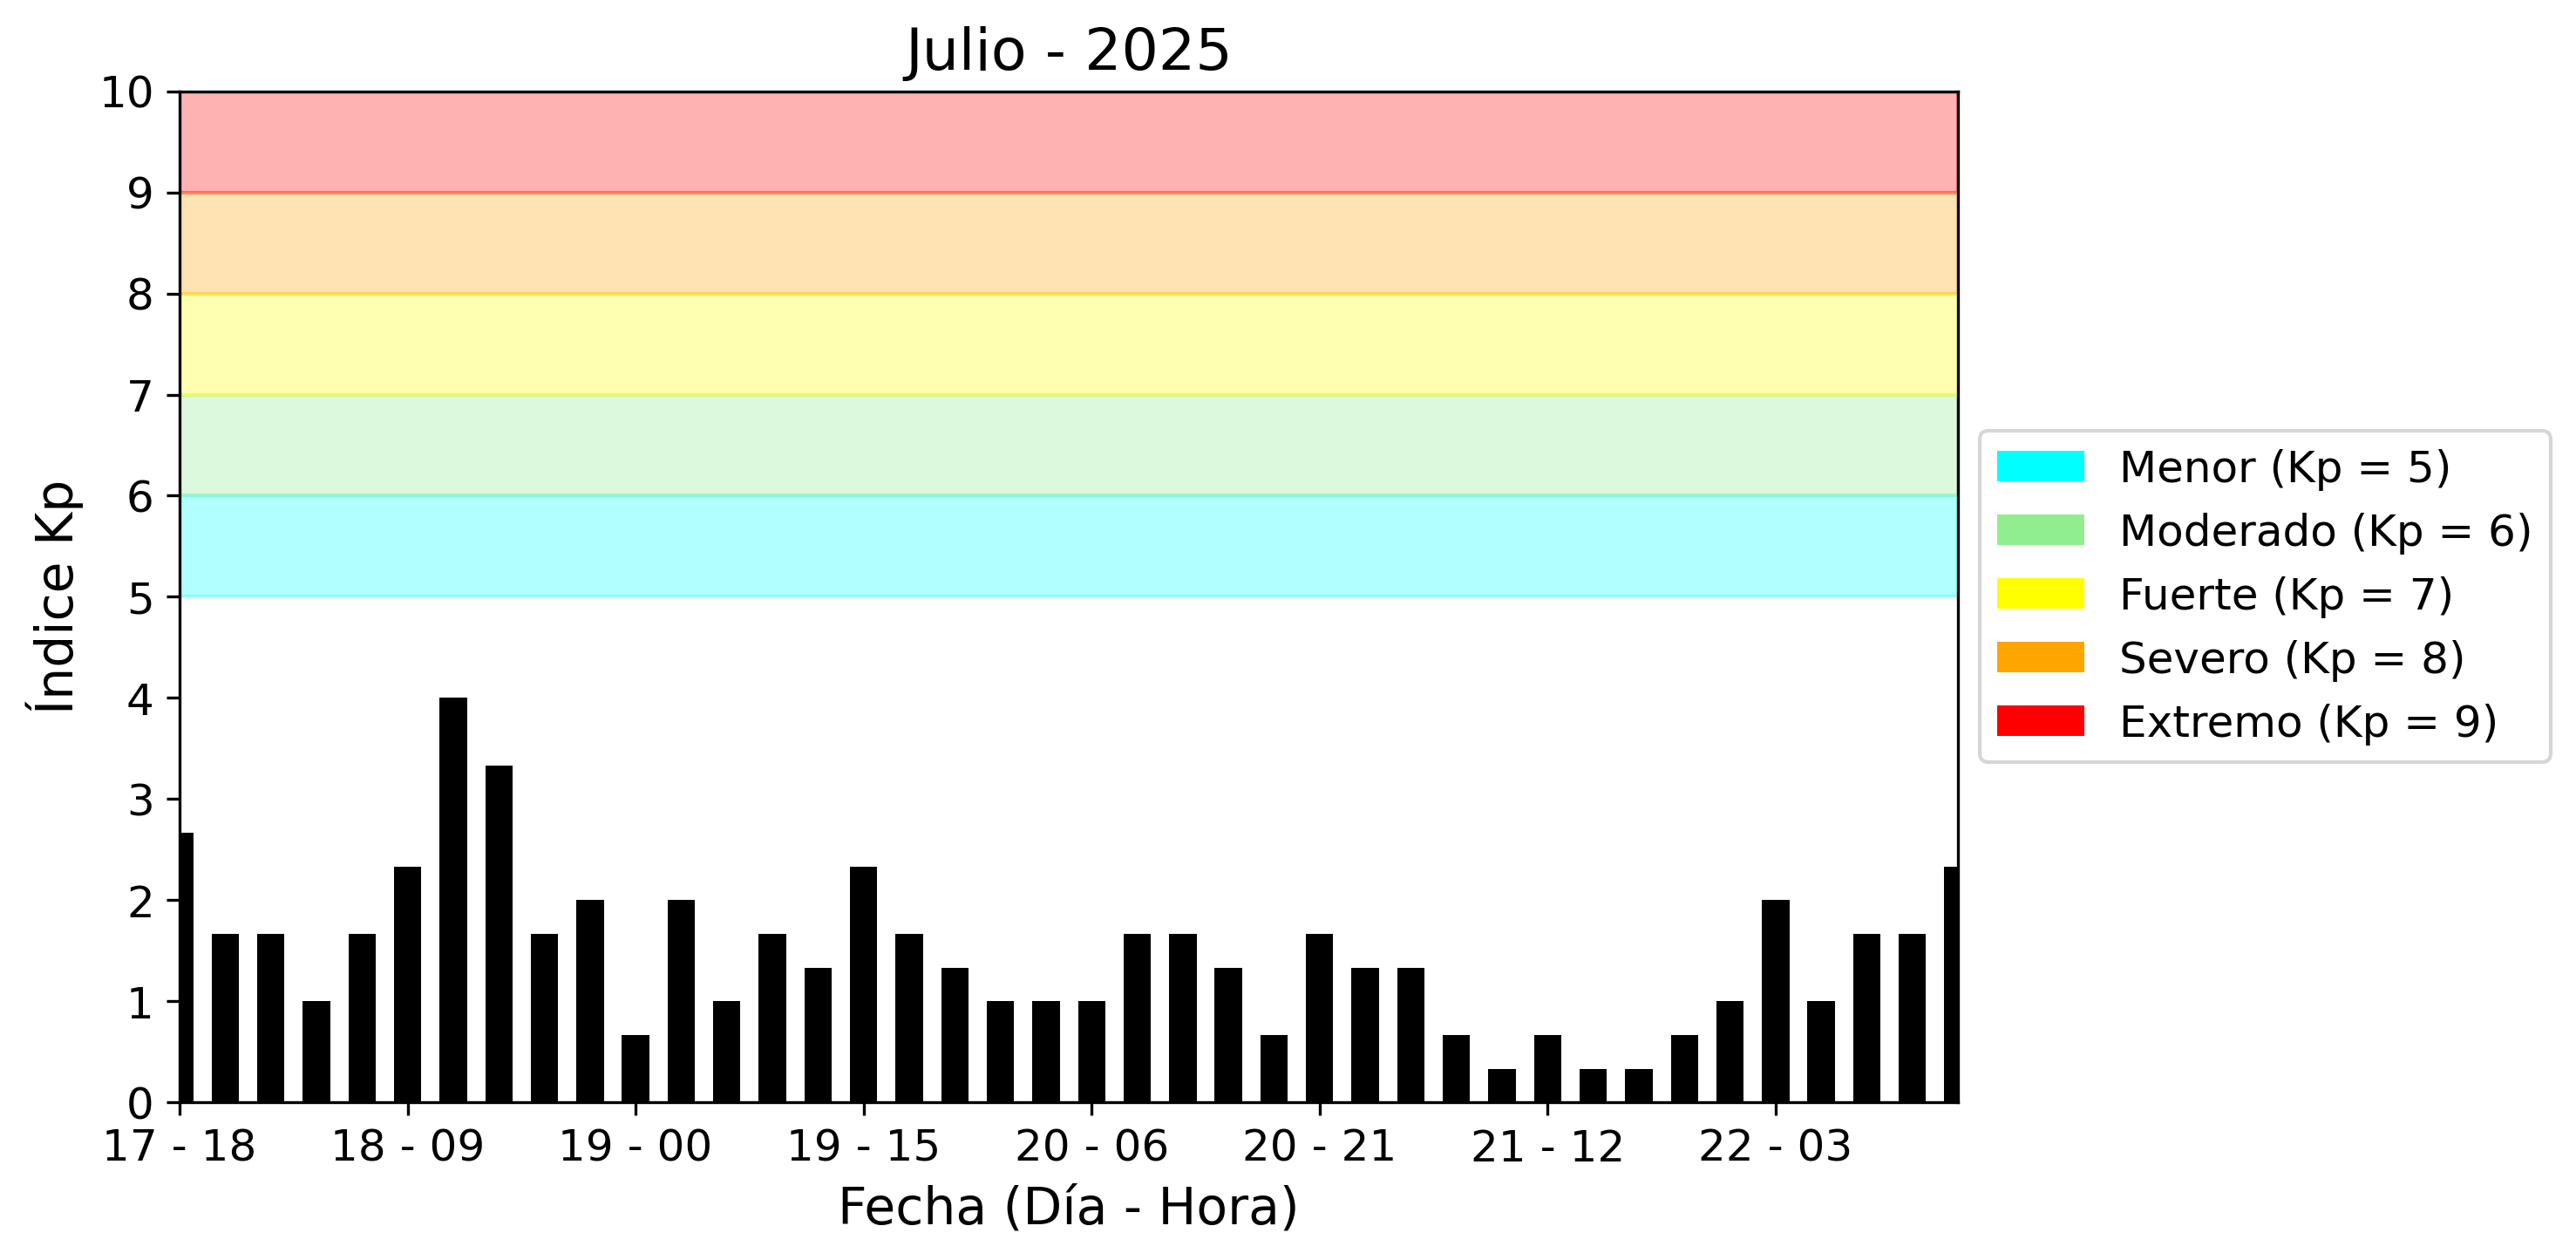 Julio - 2025
10
9
8
7
6
5
4
3
2
1
0
Índice Kp
17 - 18
18 - 09
19 - 00
19 - 15
20 - 06
20 - 21
21 - 12
22 - 03
Fecha (Día - Hora)
Menor (Kp = 5)
Moderado (Kp = 6)
Fuerte (Kp = 7)
Severo (Kp = 8)
Extremo (Kp = 9)